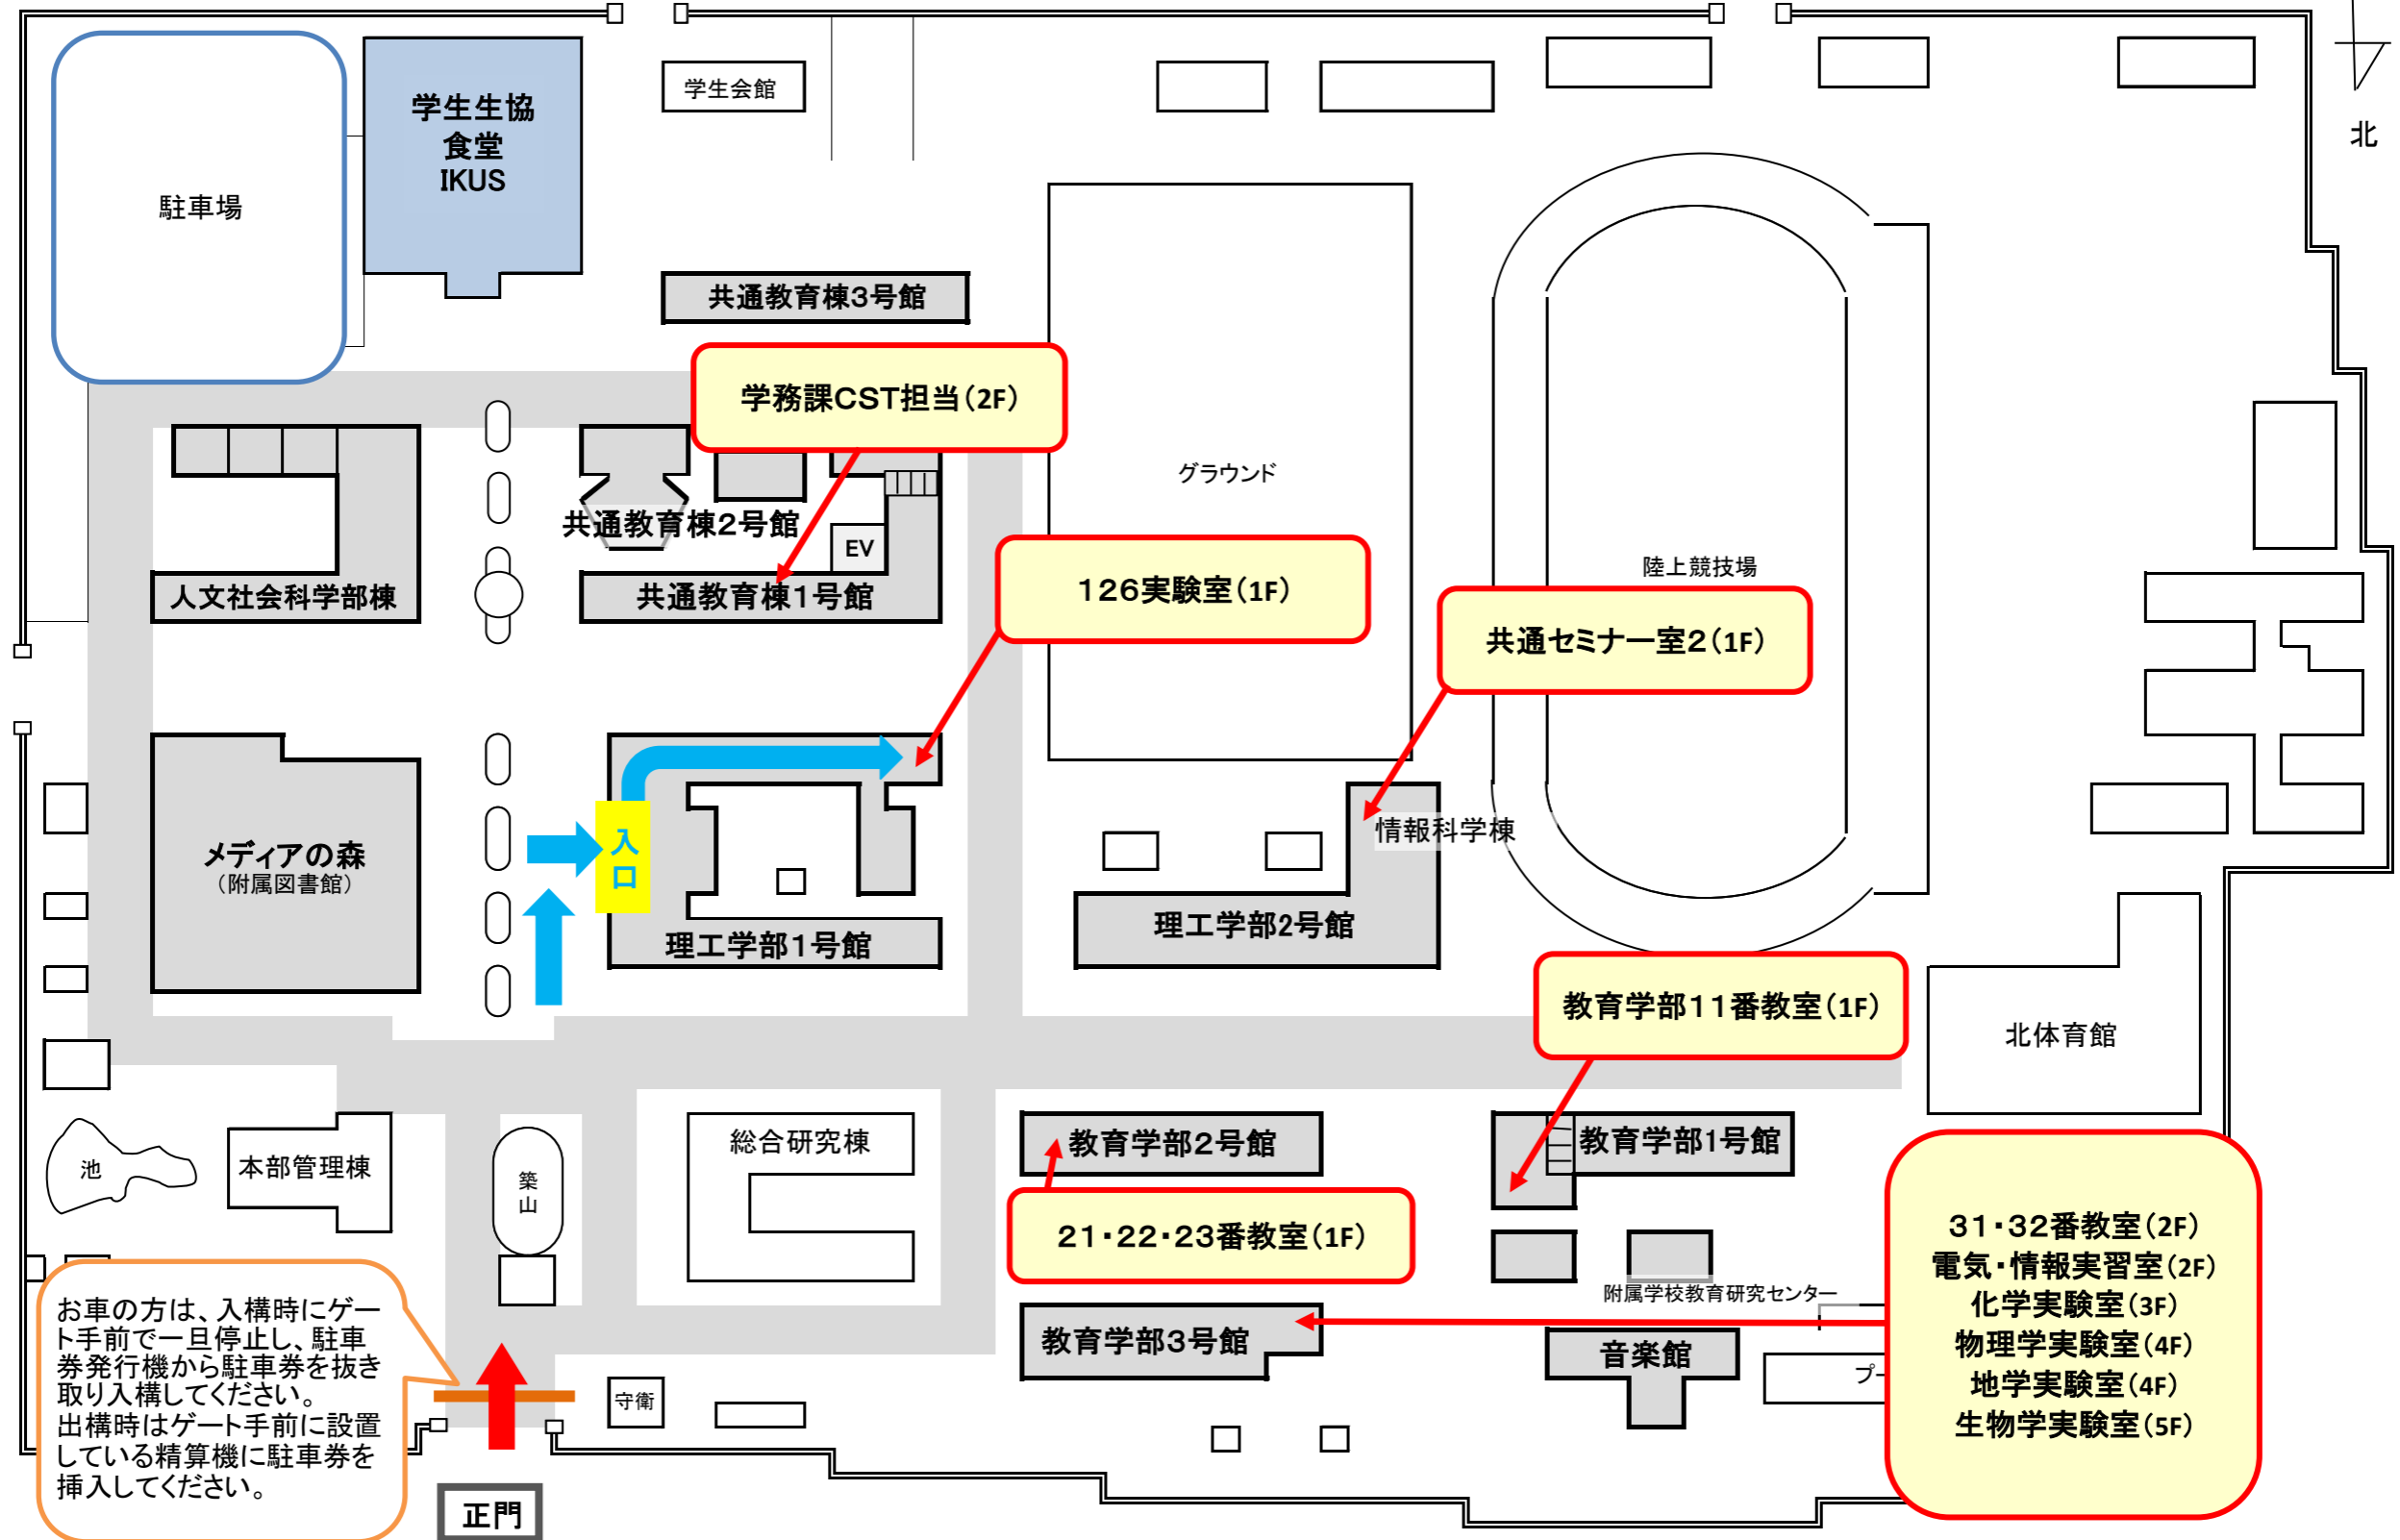 学生生協
食堂
IKUS
学生会館
北
駐車場
共通教育棟3号館
学務課CST担当(2F)
グラウンド
共通教育棟2号館
EV
陸上競技場
人文社会科学部棟
共通教育棟1号館
126実験室(1F)
共通セミナー室2(1F)
入
口
情報科学棟
メディアの森
(附属図書館)
理工学部1号館
理工学部2号館
教育学部11番教室(1F)
北体育館
池
本部管理棟
築
山
総合研究棟
教育学部2号館
教育学部1号館
21・22・23番教室(1F)
31・32番教室(2F)
電気・情報実習室(2F)
化学実験室(3F)
物理学実験室(4F)
地学実験室(4F)
生物学実験室(5F)
附属学校教育研究センター
教育学部3号館
音楽館
プー
お車の方は、入構時にゲー
ト手前で一旦停止し、駐車
券発行機から駐車券を抜き
取り入構してください。
出構時はゲート手前に設置
している精算機に駐車券を
挿入してください。
守衛
正門